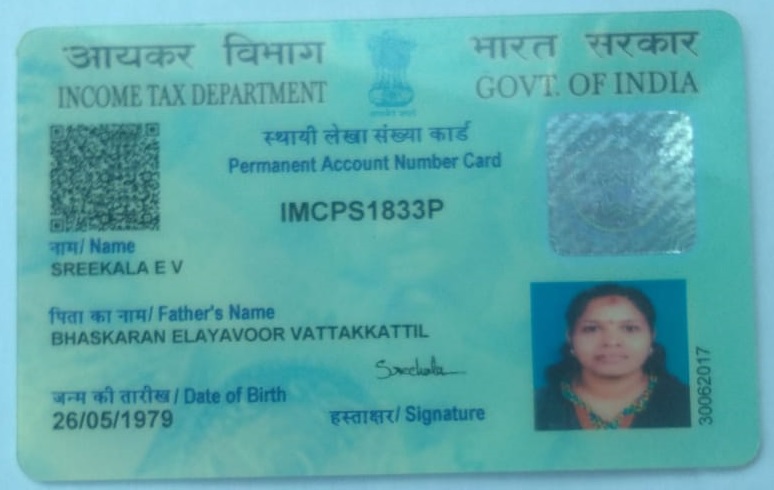 आयकर विभाग
INCOME TAX DEPARTMENT
भारत सरकार
GOVT. OF INDIA
स्थायी लेखा संख्या कार्ड
Permanent Account Number Card
IMCPS1833P
नाम/ Name
SREEKALA E V
पिता का नाम/ Father's Name
BHASKARAN ELAYAVOOR VATTAKKATTIL
Sreekala
जन्म की तारीख / Date of Birth
26/05/1979
हस्ताक्षर/ Signature
30062017